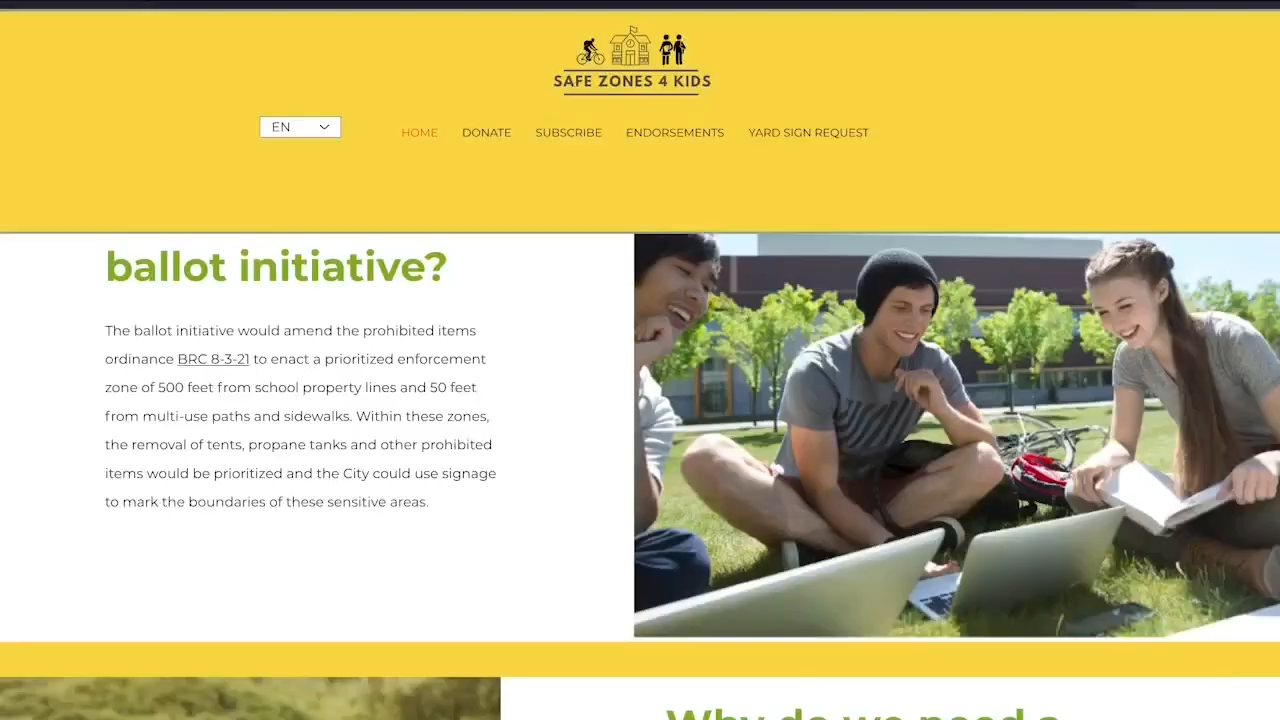 SAFE ZONES 4 KIDS
EN
HOME
DONATE
SUBSCRIBE
ENDORSEMENTS
YARD SIGN REQUEST
ballot initiative?
The ballot initiative would amend the prohibited items
ordinance BRC 8-3-21 to enact a prioritized enforcement
zone of 500 feet from school property lines and 50 feet
from multi-use paths and sidewalks. Within these zones,
the removal of tents, propane tanks and other prohibited
items would be prioritized and the City could use signage
to mark the boundaries of these sensitive areas.
Why do we need a